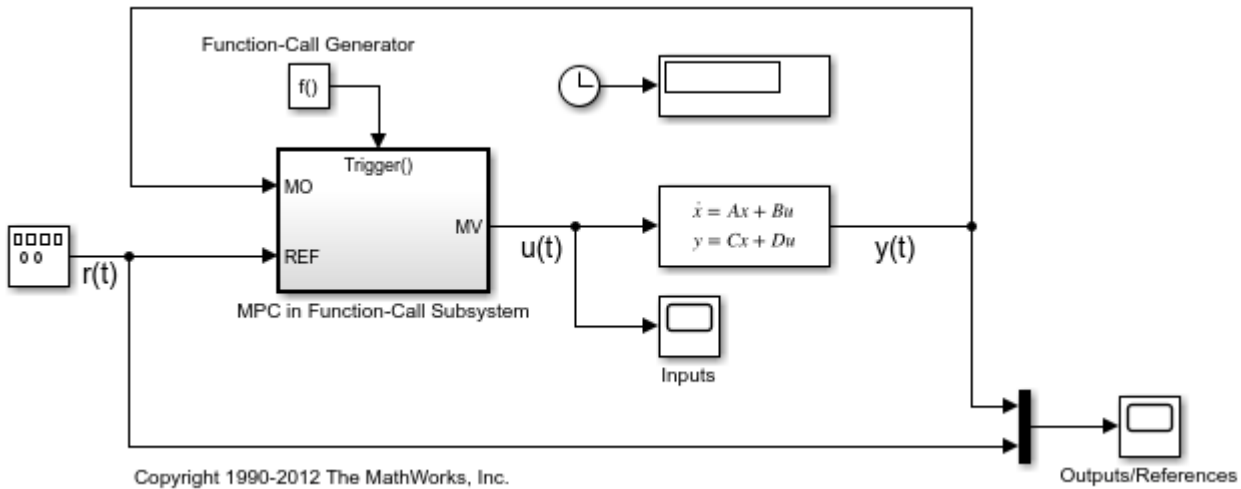 Function-Call Generator
f()
Trigger()
MO
MV
REF
ẋ = Ax + Bu
y = Cx + Du
r(t)
u(t)
y(t)
MPC in Function-Call Subsystem
Inputs
Outputs/References
Copyright 1990-2012 The MathWorks, Inc.